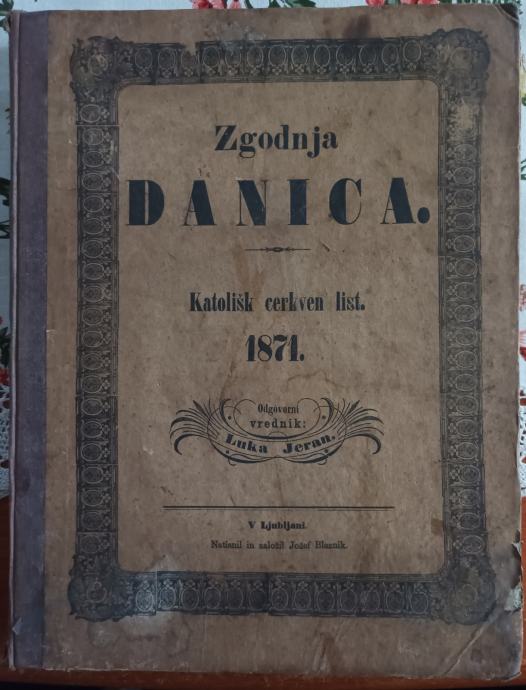 Zgodnja
DANICA.
Katolišk cerkven list.
1871.
Odgovorni
vrednik:
Luka Jeran.
V Ljubljani.
Natisnil in založil Jožef Blaznik.